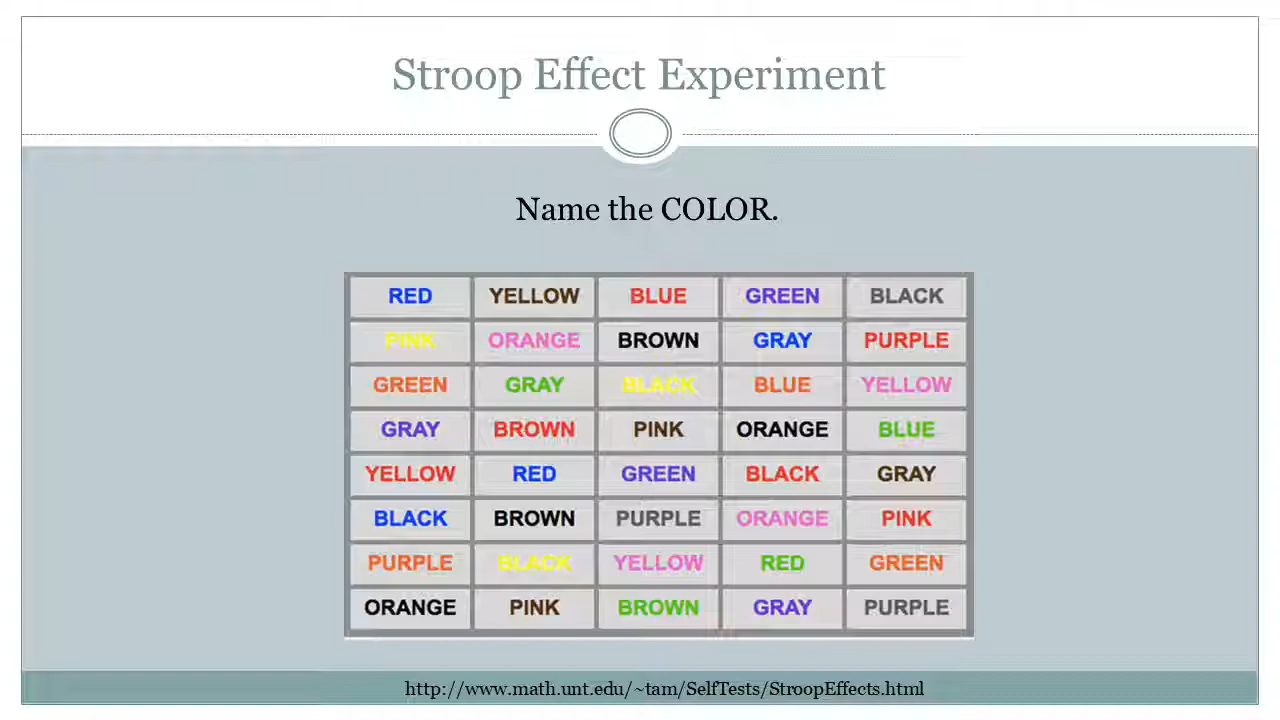 Stroop Effect Experiment
Name the COLOR.
RED YELLOW BLUE GREEN BLACK
PINK ORANGE BROWN GRAY PURPLE
GREEN GRAY BLACK BLUE YELLOW
GRAY BROWN PINK ORANGE BLUE
YELLOW RED GREEN BLACK GRAY
BLACK BROWN PURPLE ORANGE PINK
PURPLE BLACK YELLOW RED GREEN
ORANGE PINK BROWN GRAY PURPLE
http://www.math.unt.edu/~tam/SelfTests/StroopEffects.html